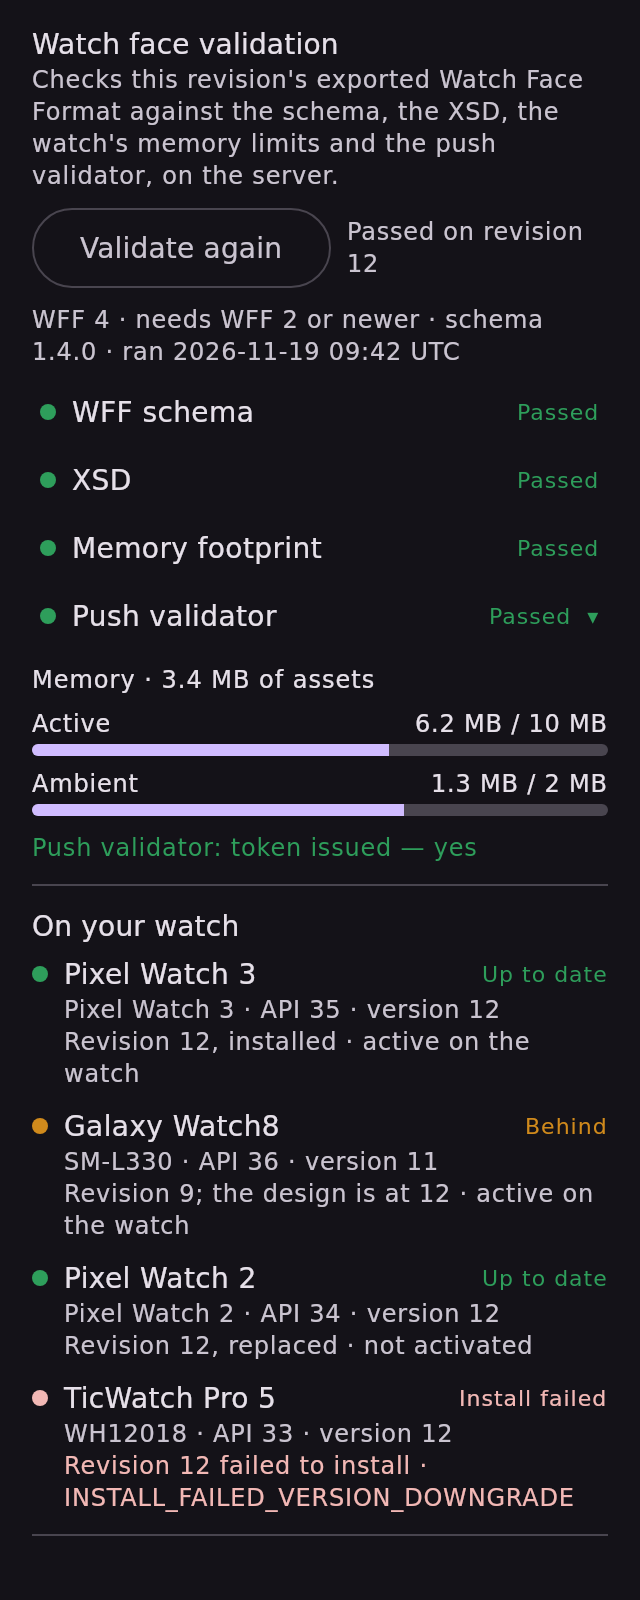 Watch face validation
Checks this revision's exported Watch Face
Format against the schema, the XSD, the
watch's memory limits and the push
validator, on the server.
Validate again
Passed on revision
12
WFF 4 · needs WFF 2 or newer · schema
1.4.0 · ran 2026-11-19 09:42 UTC
WFF schema Passed
XSD Passed
Memory footprint Passed
Push validator Passed ▾
Memory · 3.4 MB of assets
Active 6.2 MB / 10 MB
Ambient 1.3 MB / 2 MB
Push validator: token issued — yes
On your watch
Pixel Watch 3 Up to date
Pixel Watch 3 · API 35 · version 12
Revision 12, installed · active on the
watch
Galaxy Watch8 Behind
SM-L330 · API 36 · version 11
Revision 9; the design is at 12 · active on
the watch
Pixel Watch 2 Up to date
Pixel Watch 2 · API 34 · version 12
Revision 12, replaced · not activated
TicWatch Pro 5 Install failed
WH12018 · API 33 · version 12
Revision 12 failed to install ·
INSTALL_FAILED_VERSION_DOWNGRADE